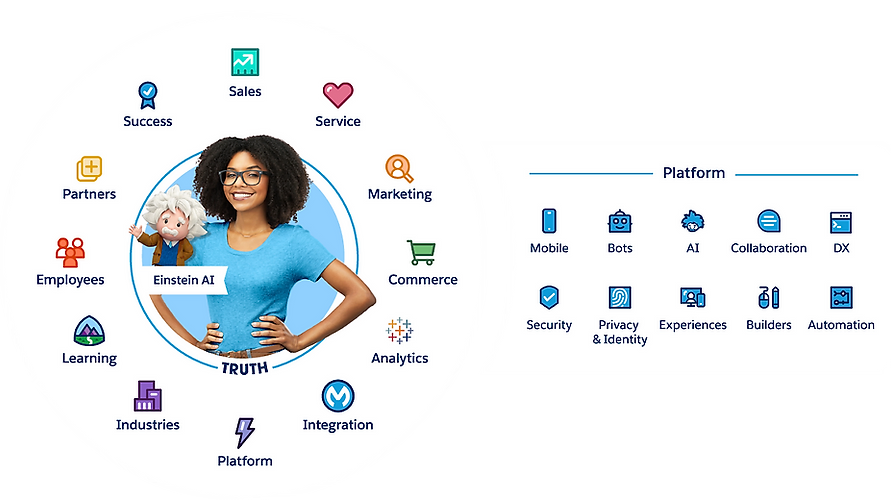 Sales
Success
Service
Partners
Marketing
Employees
Einstein AI
Commerce
Learning
Analytics
TRUTH
Industries
Integration
Platform
Platform
Mobile
Bots
AI
Collaboration
DX
Security
Privacy
& Identity
Experiences
Builders
Automation